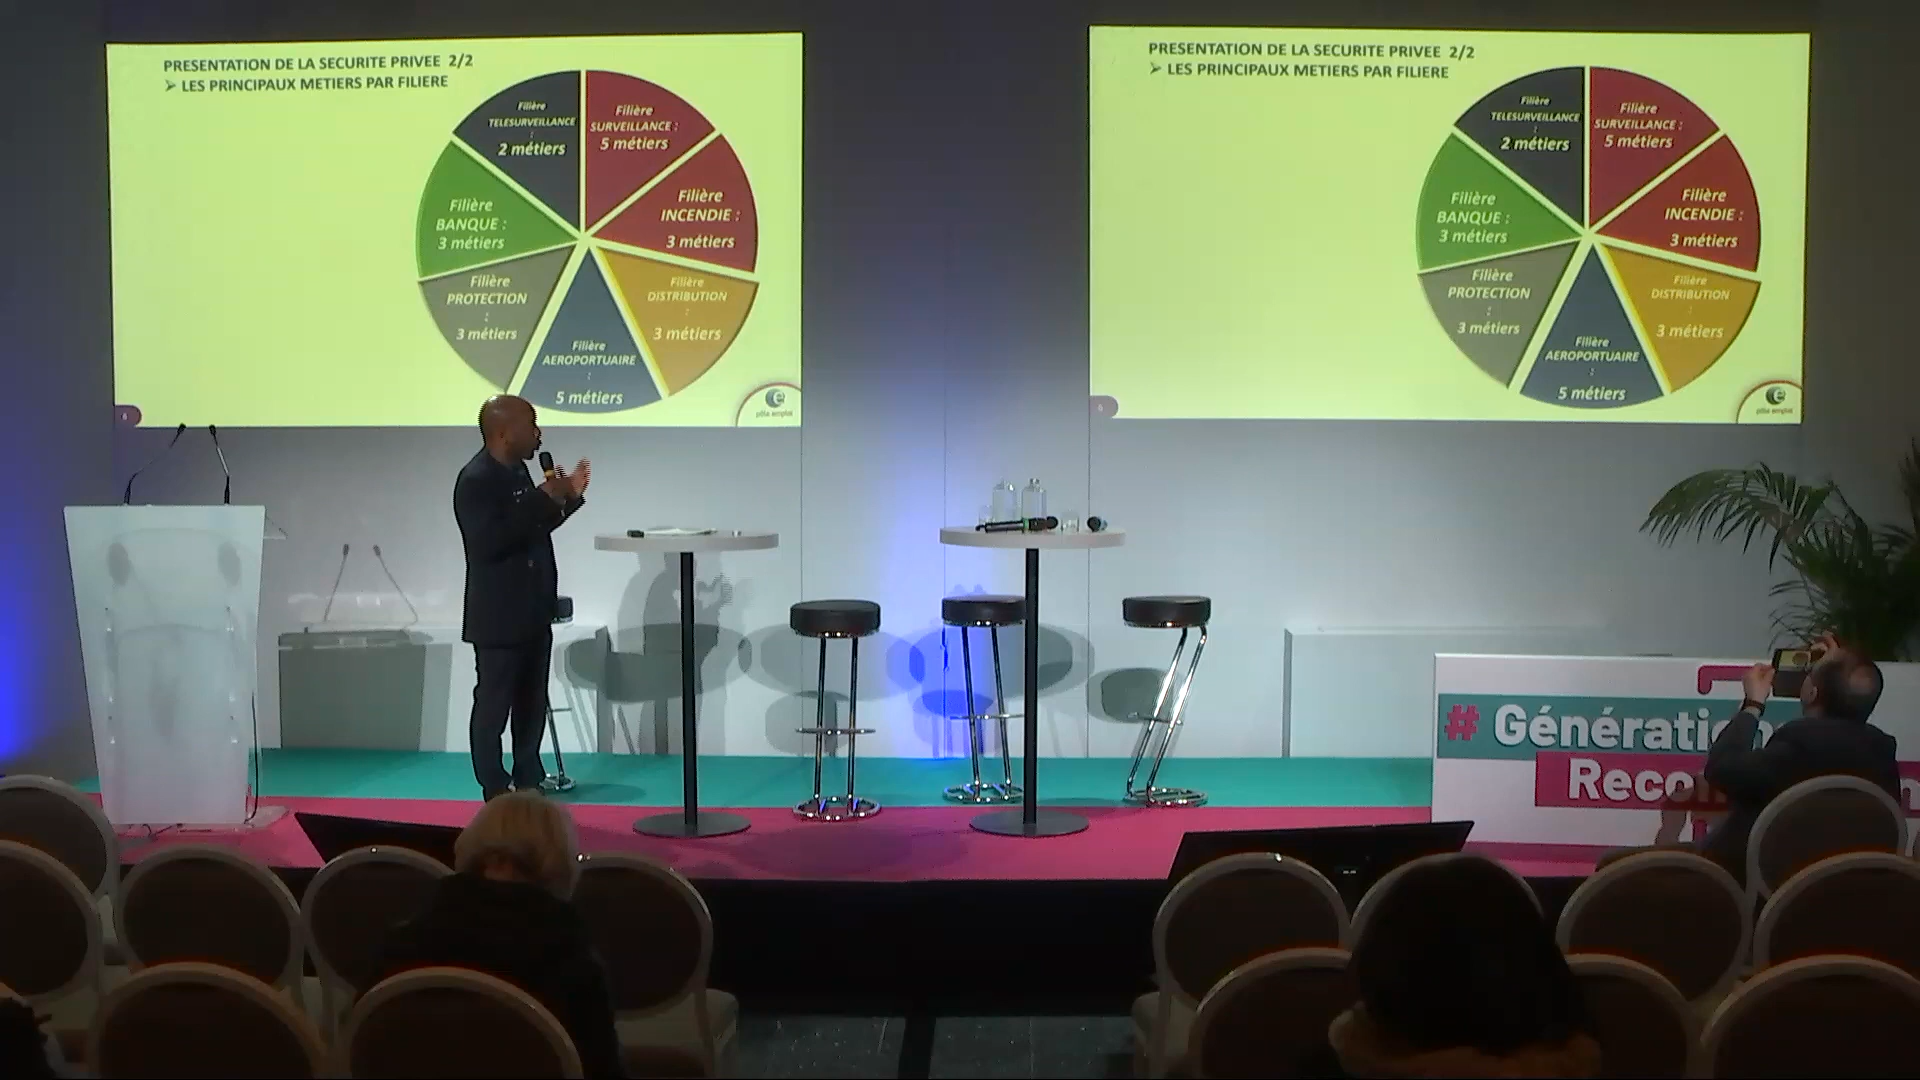 PRESENTATION DE LA SECURITE PRIVEE 2/2
➢ LES PRINCIPAUX METIERS PAR FILIERE
Filière
TELESURVEILLANCE
:
2 métiers
Filière
SURVEILLANCE :
5 métiers
Filière
INCENDIE :
3 métiers
Filière
DISTRIBUTION
:
3 métiers
Filière
AEROPORTUAIRE
:
5 métiers
Filière
PROTECTION
:
3 métiers
Filière
BANQUE :
3 métiers
6
pôle emploi
PRESENTATION DE LA SECURITE PRIVEE 2/2
➢ LES PRINCIPAUX METIERS PAR FILIERE
Filière
TELESURVEILLANCE
:
2 métiers
Filière
SURVEILLANCE :
5 métiers
Filière
INCENDIE :
3 métiers
Filière
DISTRIBUTION
:
3 métiers
Filière
AEROPORTUAIRE
:
5 métiers
Filière
PROTECTION
:
3 métiers
Filière
BANQUE :
3 métiers
6
pôle emploi
# Génération